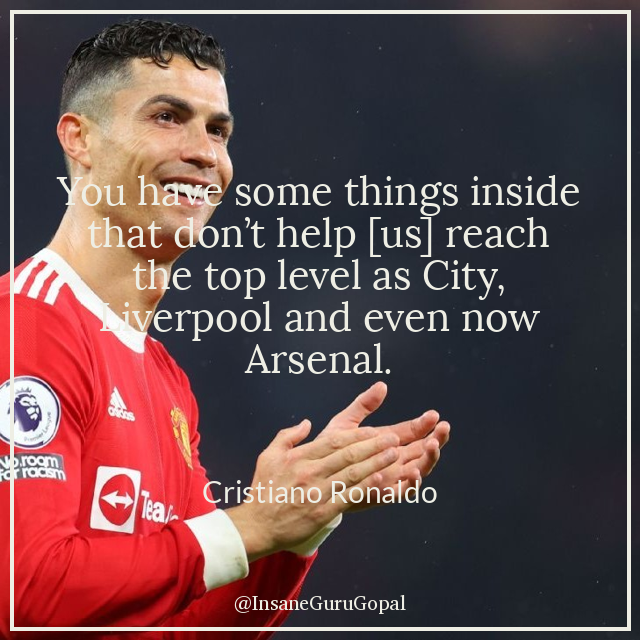 You have some things inside
that don’t help [us] reach
the top level as City,
Liverpool and even now
Arsenal.
adidas
No room
for racism
Tea
Cristiano Ronaldo
@InsaneGuruGopal